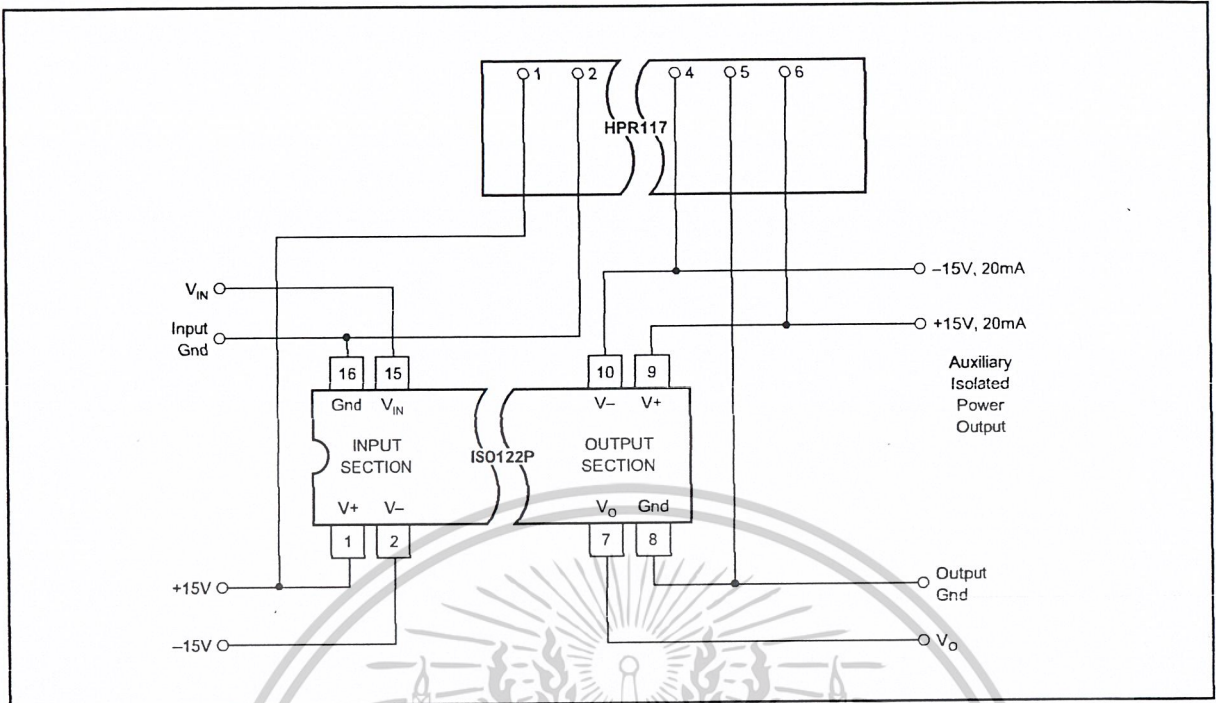 1 2 4 5 6
HPR117
–15V, 20mA
V_IN
+15V, 20mA
Input
Gnd
Auxiliary
Isolated
Power
Output
16 15 10 9
Gnd V_IN V– V+
INPUT
SECTION
ISO122P
OUTPUT
SECTION
V+ V– V_O Gnd
1 2 7 8
+15V
Output
Gnd
–15V
V_O